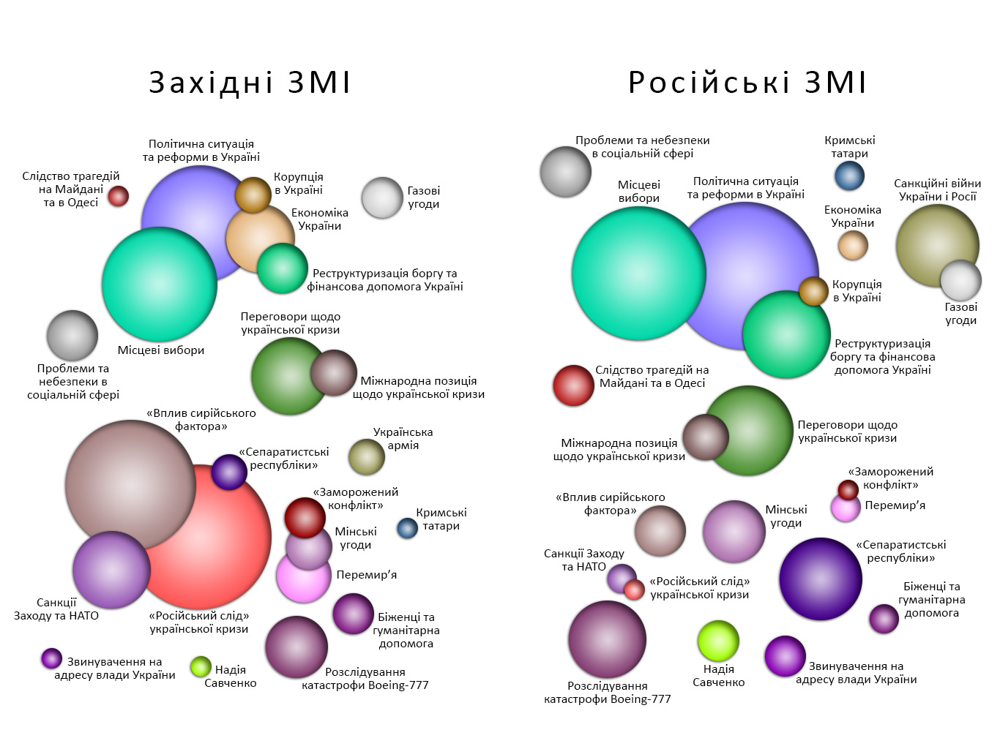 Західні ЗМІ
Політична ситуація
та реформи в Україні
Слідство трагедій
на Майдані
та в Одесі
Корупція
в Україні
Газові
угоди
Економіка
України
Реструктуризація боргу та
фінансова допомога Україні
Переговори щодо
української кризи
Місцеві вибори
Проблеми та
небезпеки в
соціальній сфері
Міжнародна позиція
щодо української кризи
«Вплив сирійського
фактора»
Українська
армія
«Сепаратистські
республіки»
«Заморожений
конфлікт»
Кримські
татари
Мінські
угоди
Перемир’я
Санкції
Заходу та НАТО
«Російський слід»
української кризи
Біженці та
гуманітарна
допомога
Звинувачення на
адресу влади України
Надія
Савченко
Розслідування
катастрофи Boeing-777
Російські ЗМІ
Проблеми та небезпеки
в соціальній сфері
Кримські
татари
Місцеві
вибори
Політична ситуація
та реформи в Україні
Санкційні війни
України і Росії
Економіка
України
Корупція
в Україні
Газові
угоди
Реструктуризація
боргу та фінансова
допомога Україні
Слідство трагедій на
Майдані та в Одесі
Переговори щодо
української кризи
Міжнародна позиція
щодо української кризи
«Заморожений
конфлікт»
Перемир’я
«Вплив сирійського
фактора»
Мінські
угоди
«Сепаратистські
республіки»
Санкції Заходу
та НАТО
«Російський слід»
української кризи
Біженці та
гуманітарна
допомога
Надія
Савченко
Звинувачення на
адресу влади України
Розслідування
катастрофи Boeing-777